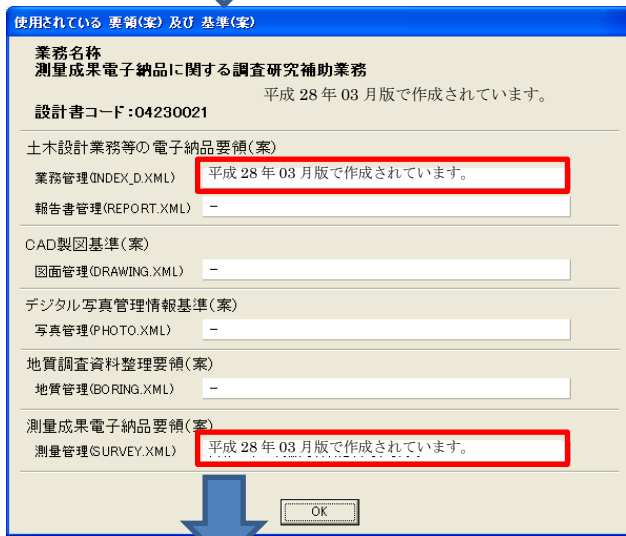 使用されている 要領(案) 及び 基準(案)
業務名称
測量成果電子納品に関する調査研究補助業務
平成 28 年 03 月版で作成されています。
設計書コード:04230021
土木設計業務等の電子納品要領(案)
業務管理(INDEX_D.XML) 平成 28 年 03 月版で作成されています。
報告書管理(REPORT.XML) －
CAD製図基準(案)
図面管理(DRAWING.XML) －
デジタル写真管理情報基準(案)
写真管理(PHOTO.XML) －
地質調査資料整理要領(案)
地質管理(BORING.XML) －
測量成果電子納品要領(案)
測量管理(SURVEY.XML) 平成 28 年 03 月版で作成されています。
OK